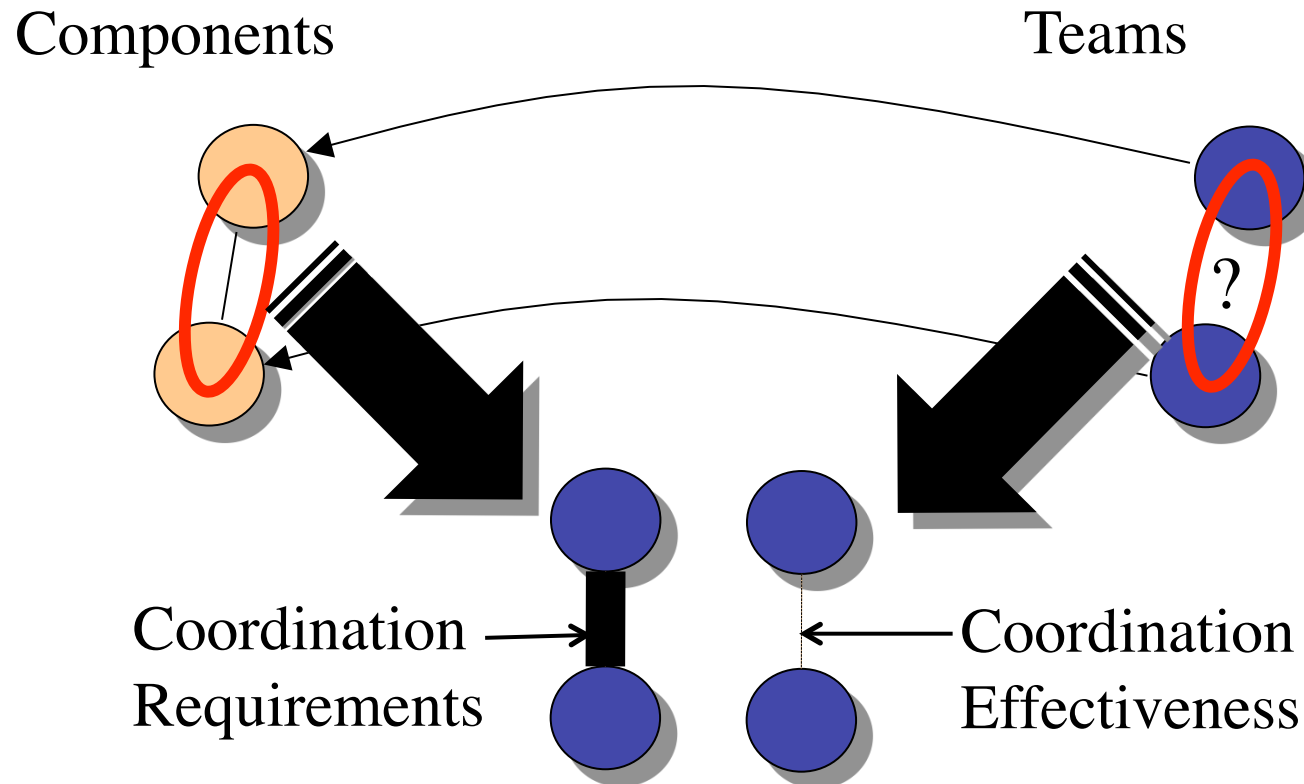 Components
Teams
?
Coordination
Requirements
Coordination
Effectiveness